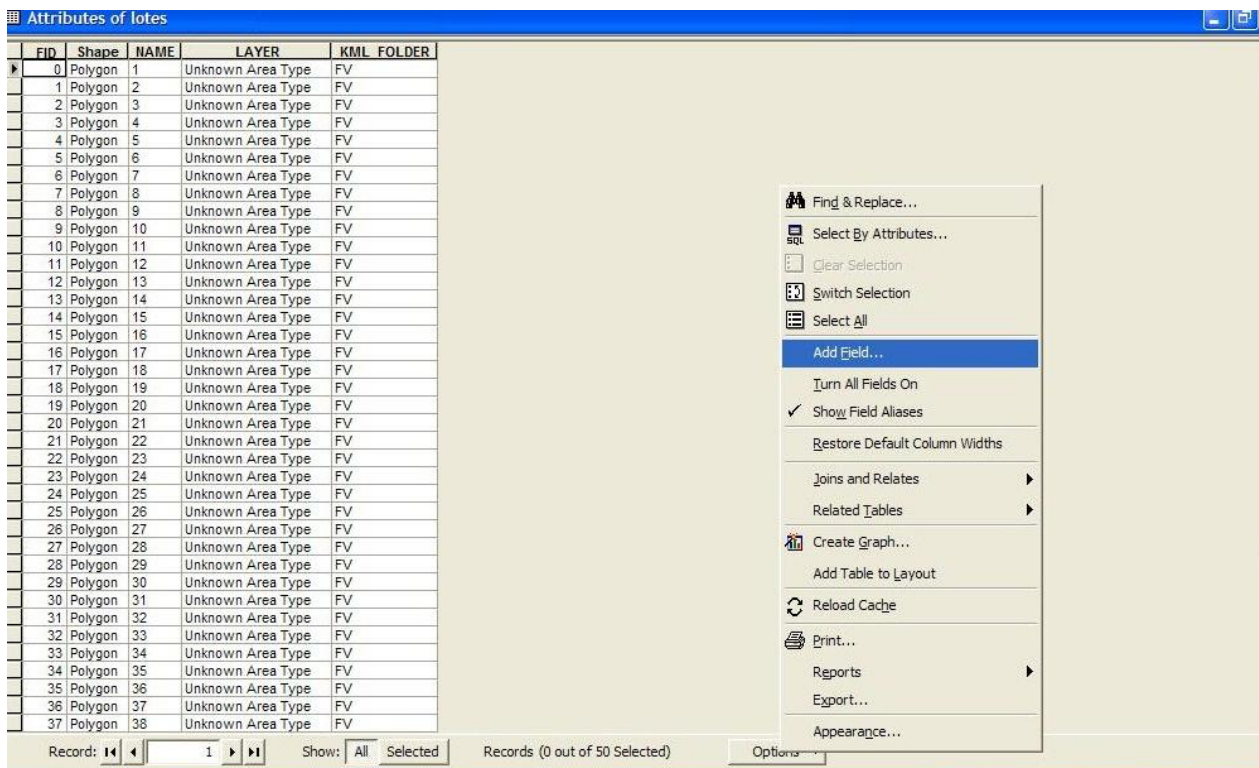 Attributes of lotes
FID Shape NAME LAYER KML_FOLDER
0 Polygon 1 Unknown Area Type FV
1 Polygon 2 Unknown Area Type FV
2 Polygon 3 Unknown Area Type FV
3 Polygon 4 Unknown Area Type FV
4 Polygon 5 Unknown Area Type FV
5 Polygon 6 Unknown Area Type FV
6 Polygon 7 Unknown Area Type FV
7 Polygon 8 Unknown Area Type FV
8 Polygon 9 Unknown Area Type FV
9 Polygon 10 Unknown Area Type FV
10 Polygon 11 Unknown Area Type FV
11 Polygon 12 Unknown Area Type FV
12 Polygon 13 Unknown Area Type FV
13 Polygon 14 Unknown Area Type FV
14 Polygon 15 Unknown Area Type FV
15 Polygon 16 Unknown Area Type FV
16 Polygon 17 Unknown Area Type FV
17 Polygon 18 Unknown Area Type FV
18 Polygon 19 Unknown Area Type FV
19 Polygon 20 Unknown Area Type FV
20 Polygon 21 Unknown Area Type FV
21 Polygon 22 Unknown Area Type FV
22 Polygon 23 Unknown Area Type FV
23 Polygon 24 Unknown Area Type FV
24 Polygon 25 Unknown Area Type FV
25 Polygon 26 Unknown Area Type FV
26 Polygon 27 Unknown Area Type FV
27 Polygon 28 Unknown Area Type FV
28 Polygon 29 Unknown Area Type FV
29 Polygon 30 Unknown Area Type FV
30 Polygon 31 Unknown Area Type FV
31 Polygon 32 Unknown Area Type FV
32 Polygon 33 Unknown Area Type FV
33 Polygon 34 Unknown Area Type FV
34 Polygon 35 Unknown Area Type FV
35 Polygon 36 Unknown Area Type FV
36 Polygon 37 Unknown Area Type FV
37 Polygon 38 Unknown Area Type FV
Find & Replace...
SQL Select By Attributes...
Clear Selection
Switch Selection
Select All
Add Field...
Turn All Fields On
Show Field Aliases
Restore Default Column Widths
Joins and Relates
Related Tables
Create Graph...
Add Table to Layout
Reload Cache
Print...
Reports
Export...
Appearance...
Record: 1 Show: All Selected Records (0 out of 50 Selected) Options